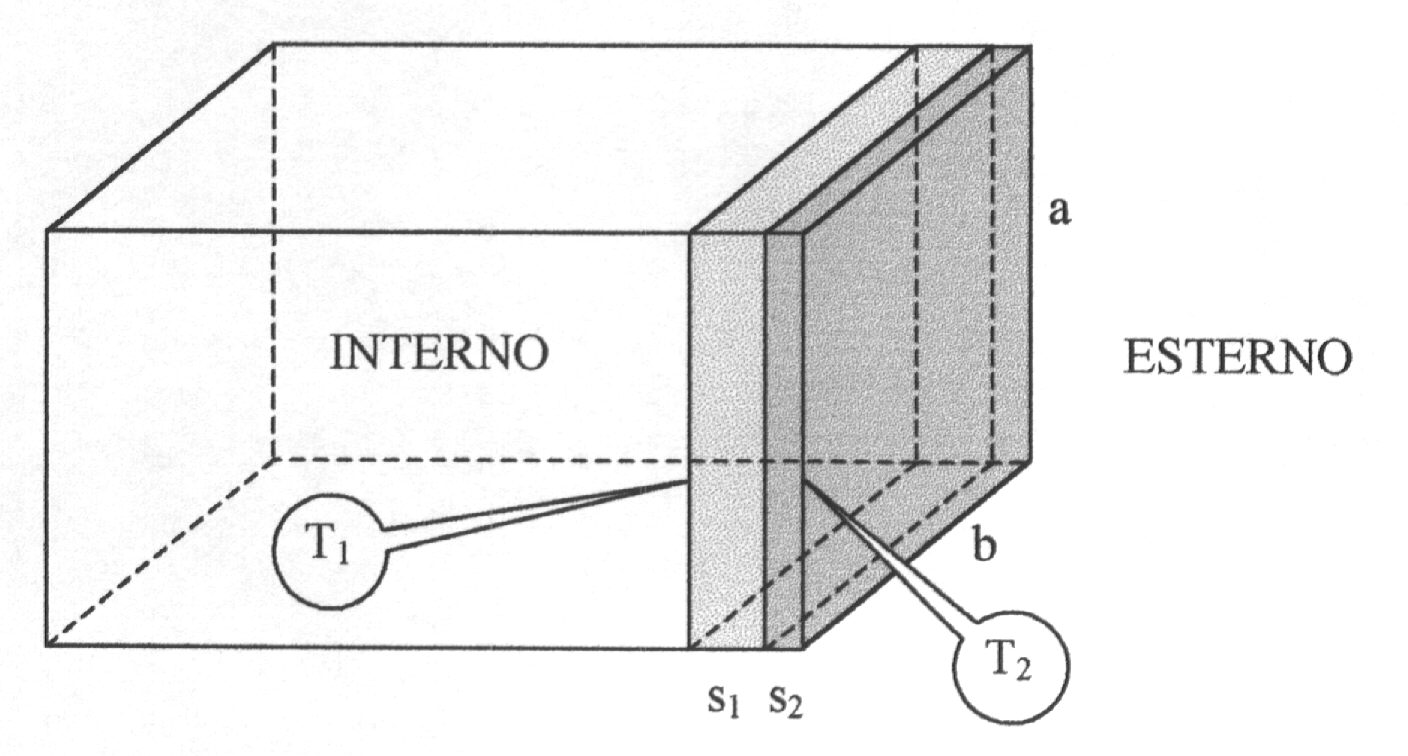 a
INTERNO
ESTERNO
T₁
b
T₂
s₁ s₂